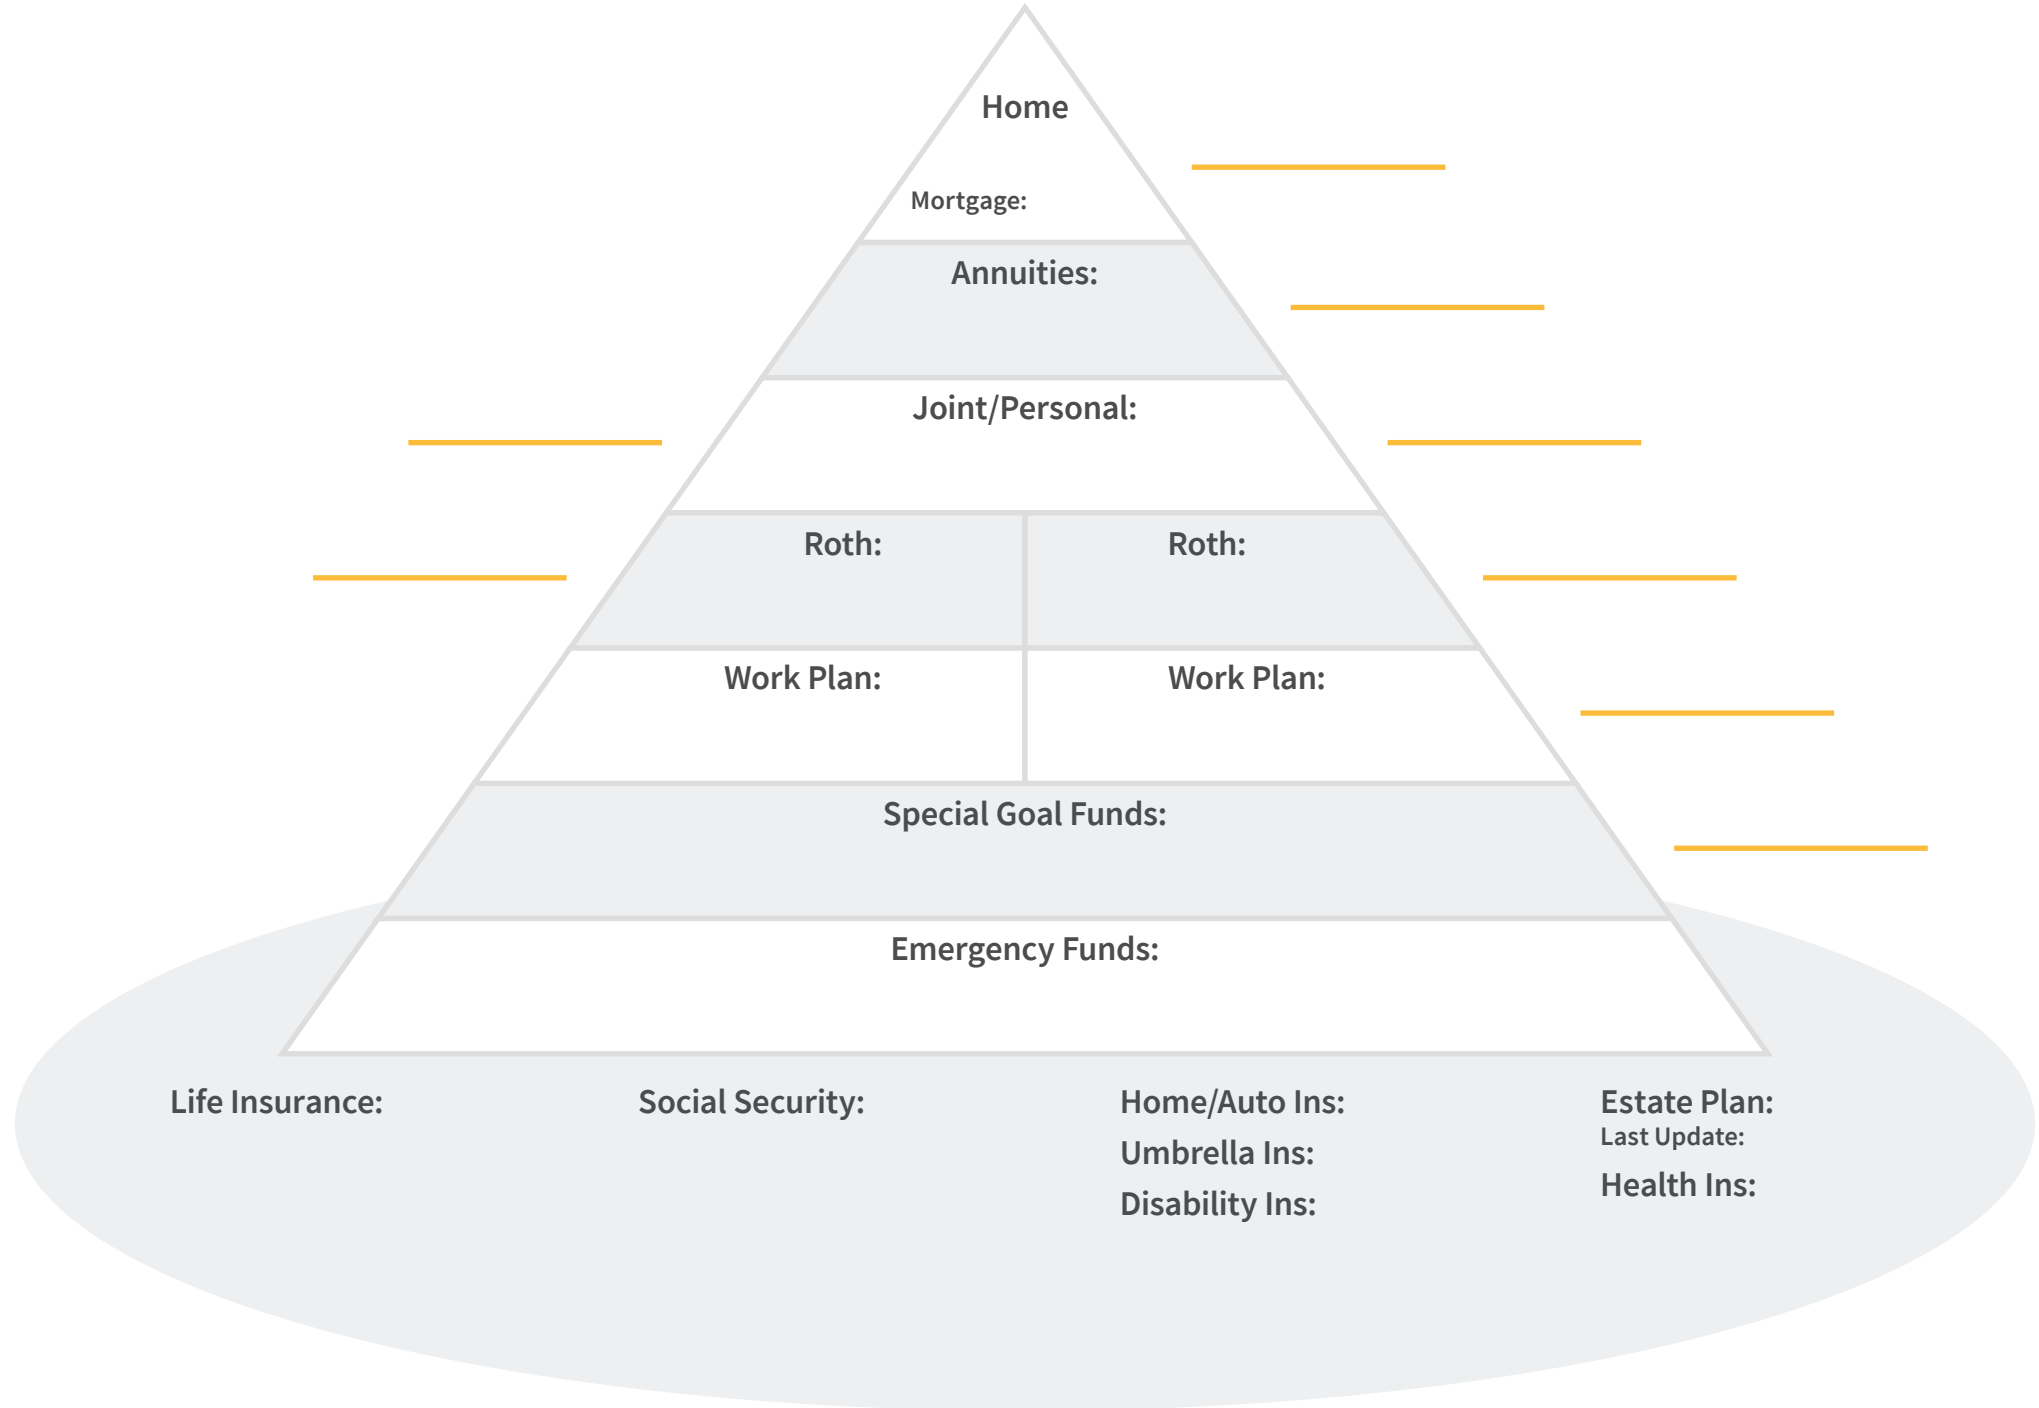 Home
Mortgage:
Annuities:
Joint/Personal:
Roth:
Roth:
Work Plan:
Work Plan:
Special Goal Funds:
Emergency Funds:
Life Insurance:
Social Security:
Home/Auto Ins:
Umbrella Ins:
Disability Ins:
Estate Plan:
Last Update:
Health Ins: